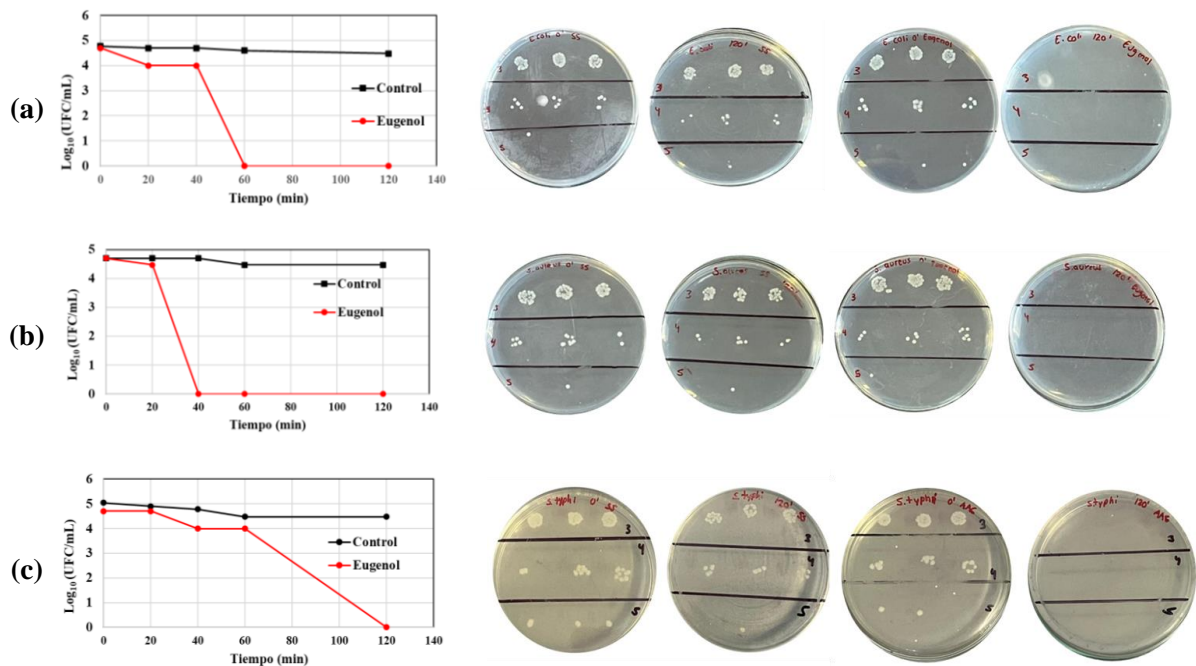 (a)
Log10 (UFC/mL)
6
5
4
3
2
1
0
0 20 40 60 80 100 120 140
Tiempo (min)
Control
Eugenol
E coli 0' SS
3
4
5
E.coli 120' SS
3
4
5
E coli 0' Eugenol
3
4
5
E.coli 120' Eugenol
3
4
5
(b)
Log10 (UFC/mL)
5
4
3
2
1
0
0 20 40 60 80 100 120 140
Tiempo (min)
Control
Eugenol
S.aureus 0' SS
3
4
5
3
4
5
S.aureus 0'
3
4
5
S.aureus 120' Eugenol
3
4
5
(c)
Log10 (UFC/mL)
6
5
4
3
2
1
0
0 20 40 60 80 100 120 140
Tiempo (min)
Control
Eugenol
S.typhi 0' SS
3
4
5
S.typhi 120' SS
3
4
5
S.typhi 0'
3
4
5
S.typhi 120'
3
4
5